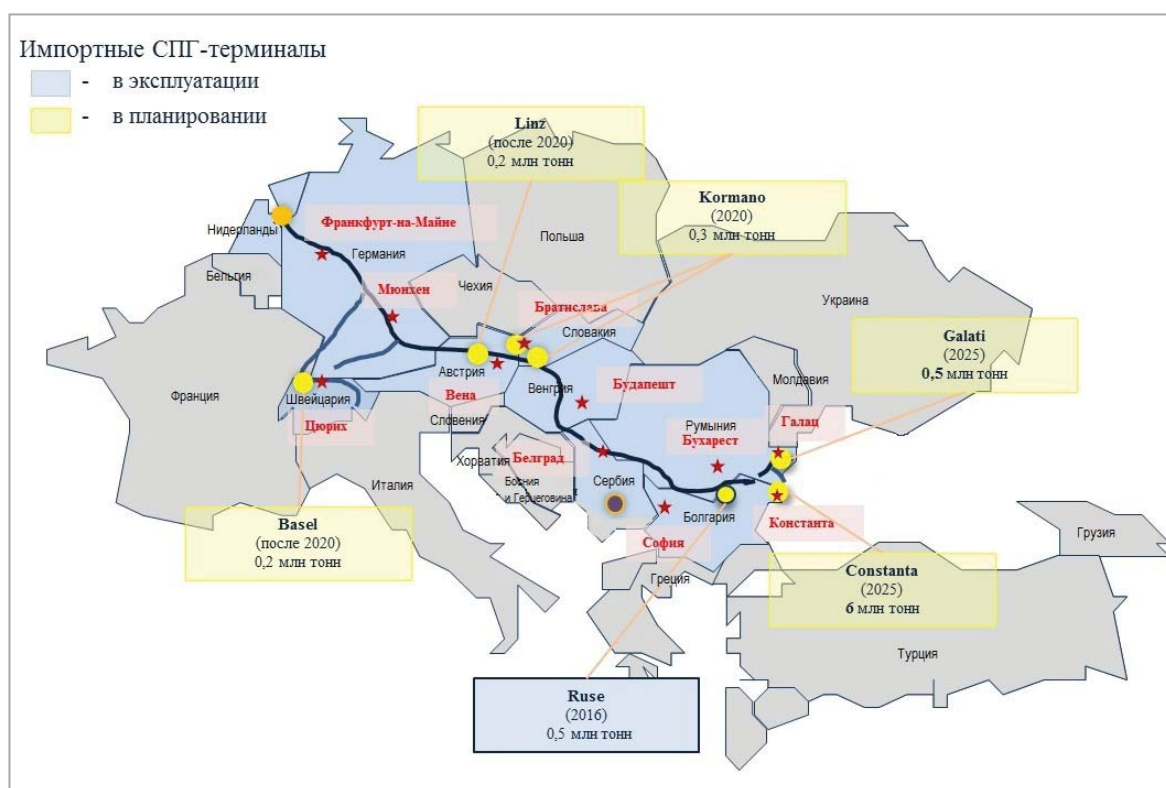 Импортные СПГ-терминалы
- в эксплуатации
- в планировании
Linz
(после 2020)
0,2 млн тонн
Kormano
(2020)
0,3 млн тонн
Нидерланды
Франкфурт-на-Майне
Германия
Польша
Бельгия
Чехия
Мюнхен
Братислава
Словакия
Украина
Galati
(2025)
0,5 млн тонн
Австрия
Венгрия
Будапешт
Молдавия
Франция
Швейцария
Вена
Цюрих
Словения
Румыния
Галац
Бухарест
Хорватия
Белград
Италия
Босния
и Герцеговина
Сербия
Болгария
Константа
София
Грузия
Греция
Basel
(после 2020)
0,2 млн тонн
Constanta
(2025)
6 млн тонн
Турция
Ruse
(2016)
0,5 млн тонн